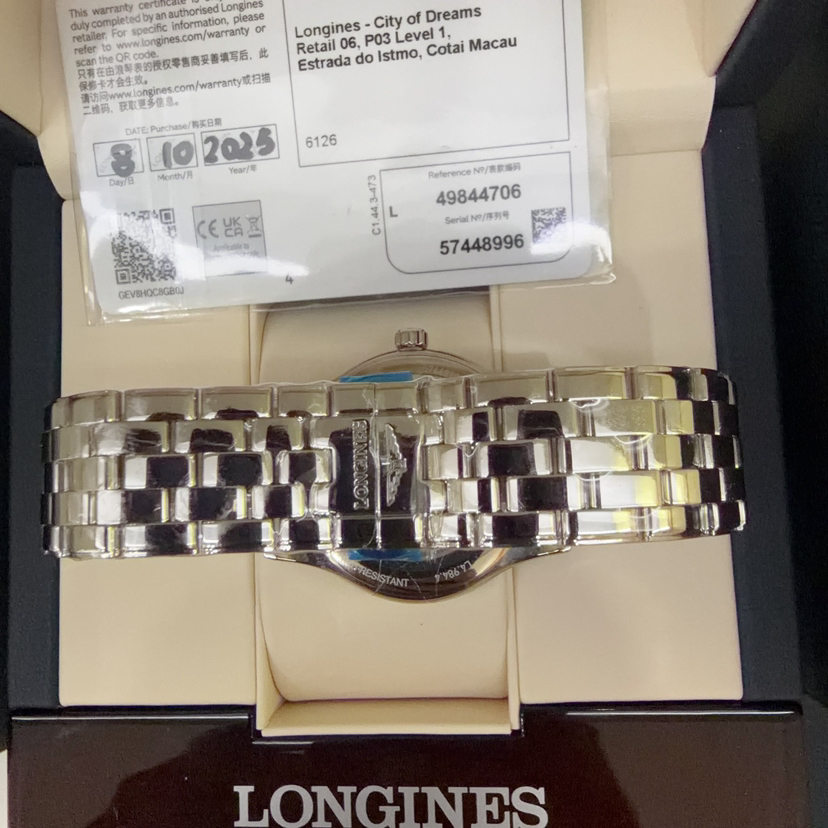 This warranty certificate is
duly completed by an authorised Longines
retailer. For specific information, please
refer to www.longines.com/warranty or
scan the QR code.
只有在由浪琴表的授权零售商妥善填写后，此
保修卡才会生效。
请访问www.longines.com/warranty或扫描
二维码，获取更多信息。
DATE: Purchase/购买日期
8 10 2025
Day/日 Month/月 Year/年
GEV8HQC8GB0J
CE UK CA
4
Longines - City of Dreams
Retail 06, P03 Level 1,
Estrada do Istmo, Cotai Macau
6126
C1.44.3-473
Reference Nº/表款编码
L 49844706
Serial Nº/序列号
57448996
LONGINES
RESISTANT
L4.984.4
LONGINES